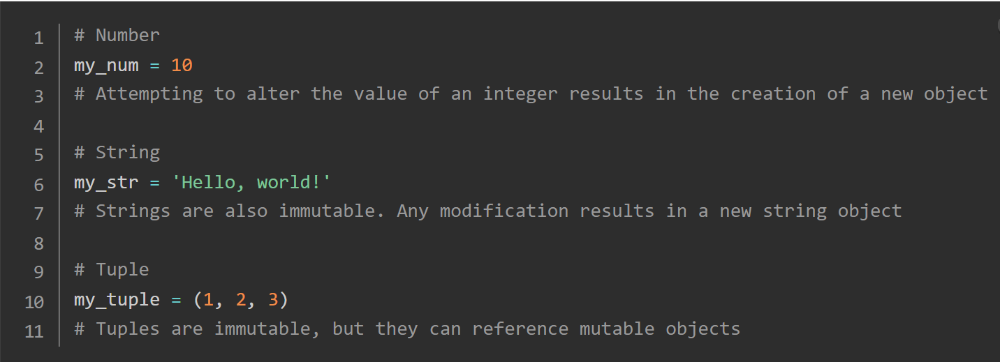 1 # Number
2 my_num = 10
3 # Attempting to alter the value of an integer results in the creation of a new object
4
5 # String
6 my_str = 'Hello, world!'
7 # Strings are also immutable. Any modification results in a new string object
8
9 # Tuple
10 my_tuple = (1, 2, 3)
11 # Tuples are immutable, but they can reference mutable objects